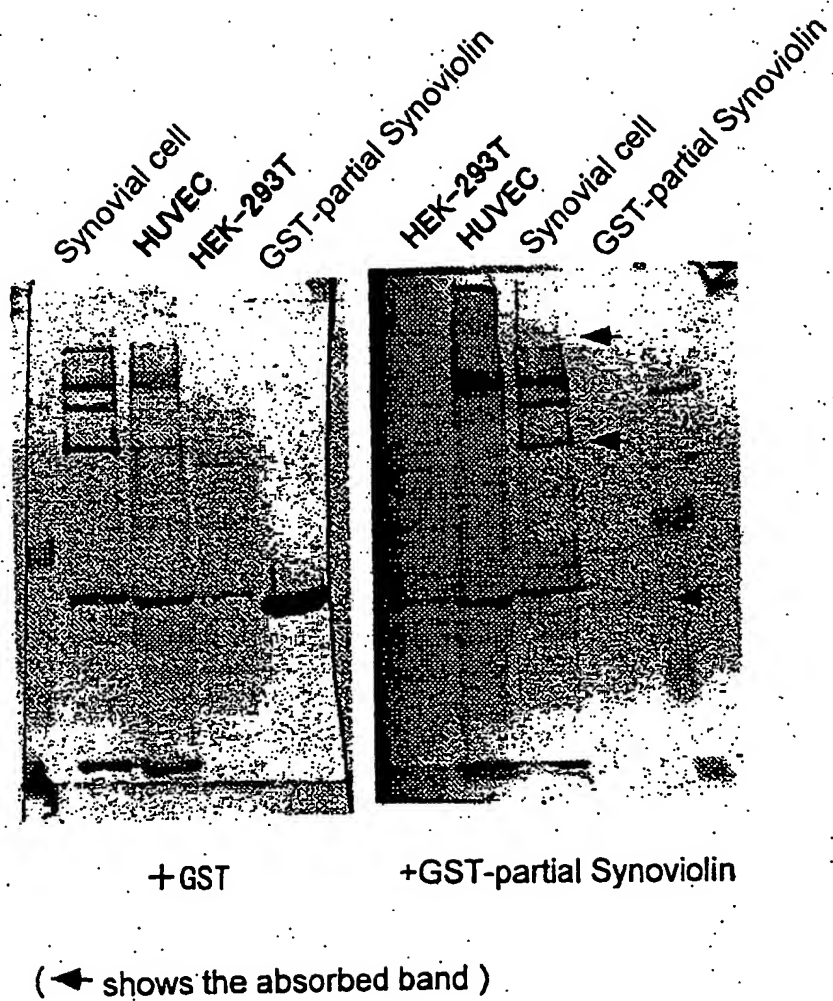 Synovial cell
HUVEC
HEK-293T
GST-partial Synoviolin
HEK-293T
HUVEC
Synovial cell
GST-partial Synoviolin
+GST
+GST-partial Synoviolin
(← shows the absorbed band)